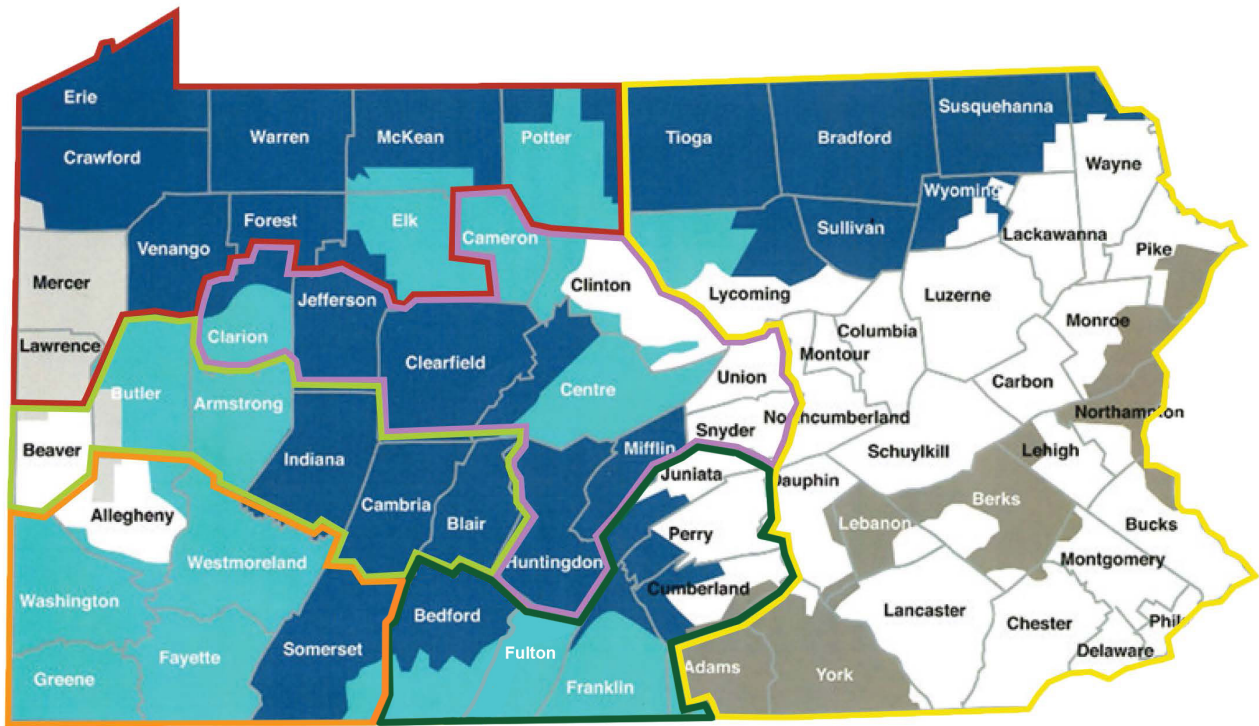 Erie
Crawford
Warren
McKean
Potter
Tioga
Bradford
Susquehanna
Wayne
Wyoming
Forest
Venango
Elk
Cameron
Sullivan
Lackawanna
Pike
Mercer
Clinton
Lycoming
Luzerne
Jefferson
Lawrence
Clarion
Clearfield
Columbia
Monroe
Montour
Butler
Armstrong
Centre
Union
Carbon
Northumberland
Northampton
Beaver
Snyder
Indiana
Mifflin
Schuylkill
Lehigh
Juniata
Dauphin
Allegheny
Cambria
Blair
Perry
Lebanon
Berks
Bucks
Westmoreland
Huntingdon
Montgomery
Washington
Cumberland
Bedford
Lancaster
Chester
Phil
Delaware
Somerset
Fayette
Greene
Fulton
Franklin
Adams
York